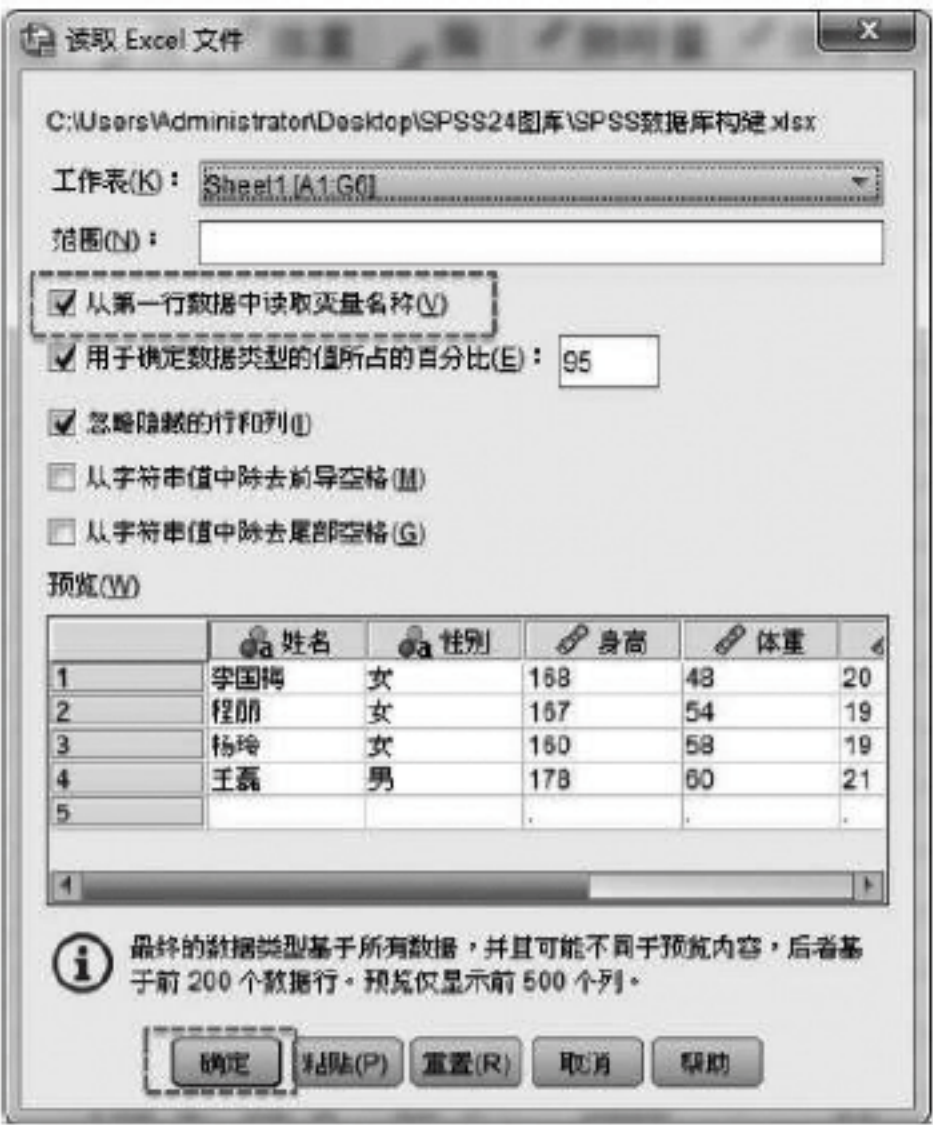 读取 Excel 文件
C:\Users\Administrator\Desktop\SPSS24图库\SPSS数据库构建.xlsx
工作表(K)： Sheet1 [A1:G6]
范围(N)：
从第一行数据中读取变量名称(V)
用于确定数据类型的值所占的百分比(E)： 95
忽略隐藏的行和列(I)
从字符串值中除去前导空格(M)
从字符串值中除去尾部空格(G)
预览(W)
姓名 性别 身高 体重
1 李国梅 女 168 48 20
2 程丽 女 167 54 19
3 杨玲 女 160 58 19
4 王磊 男 178 60 21
5 . . .
最终的数据类型基于所有数据，并且可能不同于预览内容，后者基
于前 200 个数据行。预览仅显示前 500 个列。
确定 粘贴(P) 重置(R) 取消 帮助